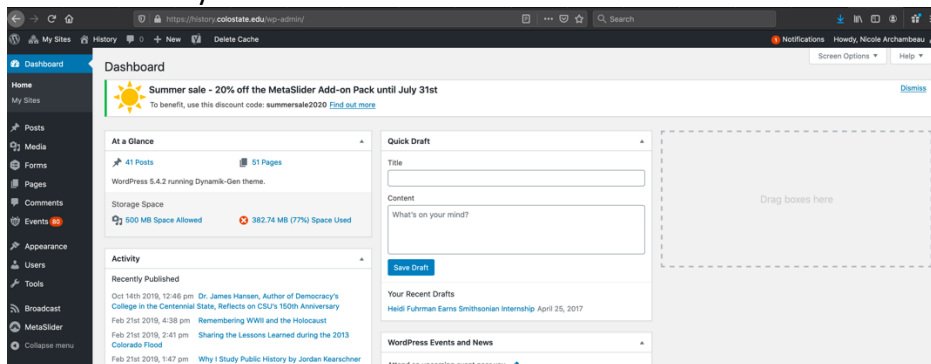 https://history.colostate.edu/wp-admin/
Search
My Sites History 0 + New Delete Cache
1 Notifications Howdy, Nicole Archambeau
Screen Options ▼ Help ▼
Dashboard
Home
My Sites
Posts
Media
Forms
Pages
Comments
Events 80
Appearance
Users
Tools
Broadcast
MetaSlider
Collapse menu
Dashboard
Summer sale - 20% off the MetaSlider Add-on Pack until July 31st
Dismiss
To benefit, use this discount code: summersale2020 Find out more
At a Glance
41 Posts 51 Pages
WordPress 5.4.2 running Dynamik-Gen theme.
Storage Space
500 MB Space Allowed 382.74 MB (77%) Space Used
Activity
Recently Published
Oct 14th 2019, 12:46 pm Dr. James Hansen, Author of Democracy's
College in the Centennial State, Reflects on CSU's 150th Anniversary
Feb 21st 2019, 4:38 pm Remembering WWII and the Holocaust
Feb 21st 2019, 2:41 pm Sharing the Lessons Learned during the 2013
Colorado Flood
Feb 21st 2019, 1:47 pm Why I Study Public History by Jordan Kearschner
Quick Draft
Title
Content
What's on your mind?
Save Draft
Your Recent Drafts
Heidi Fuhrman Earns Smithsonian Internship April 25, 2017
WordPress Events and News
Drag boxes here